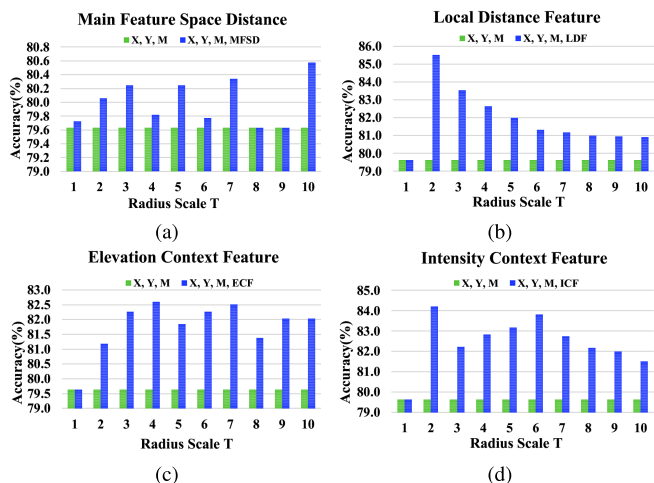 Main Feature Space Distance
X, Y, M X, Y, M, MFSD
Accuracy(%)
80.8
80.6
80.4
80.2
80.0
79.8
79.6
79.4
79.2
79.0
1 2 3 4 5 6 7 8 9 10
Radius Scale T
(a)
Local Distance Feature
X, Y, M X, Y, M, LDF
Accuracy(%)
86.0
85.0
84.0
83.0
82.0
81.0
80.0
79.0
1 2 3 4 5 6 7 8 9 10
Radius Scale T
(b)
Elevation Context Feature
X, Y, M X, Y, M, ECF
Accuracy(%)
83.0
82.5
82.0
81.5
81.0
80.5
80.0
79.5
79.0
1 2 3 4 5 6 7 8 9 10
Radius Scale T
(c)
Intensity Context Feature
X, Y, M X, Y, M, ICF
Accuracy(%)
85.0
84.0
83.0
82.0
81.0
80.0
79.0
1 2 3 4 5 6 7 8 9 10
Radius Scale T
(d)